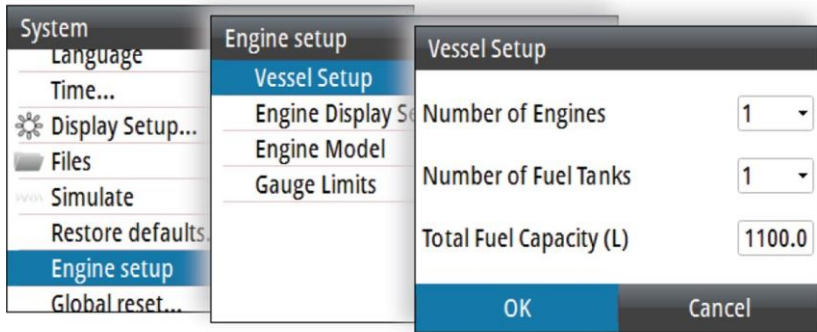 System
Language
Time...
Display Setup...
Files
Simulate
Restore defaults.
Engine setup
Global reset...
Engine setup
Vessel Setup
Engine Display Se
Engine Model
Gauge Limits
Vessel Setup
Number of Engines 1
Number of Fuel Tanks 1
Total Fuel Capacity (L) 1100.0
OK Cancel